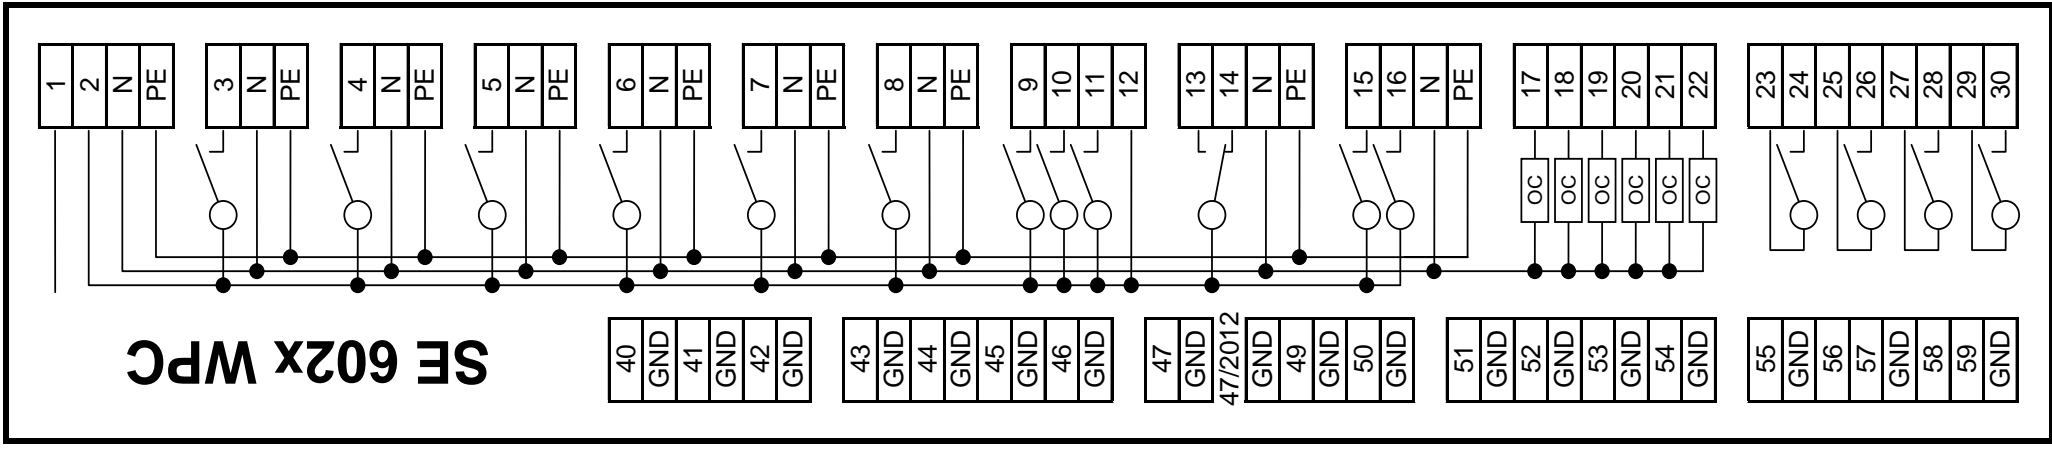 1 2 N PE
3 N PE
4 N PE
5 N PE
6 N PE
7 N PE
8 N PE
9 10 11 12
13 14 N PE
15 16 N PE
17 18 19 20 21 22
23 24 25 26 27 28 29 30
OC OC OC OC OC OC
SE 602x WPC
40 GND 41 GND 42 GND
43 GND 44 GND 45 GND 46 GND
47 GND
47/2012
GND 49 GND 50 GND
51 GND 52 GND 53 GND 54 GND
55 GND 56 57 GND 58 59 GND